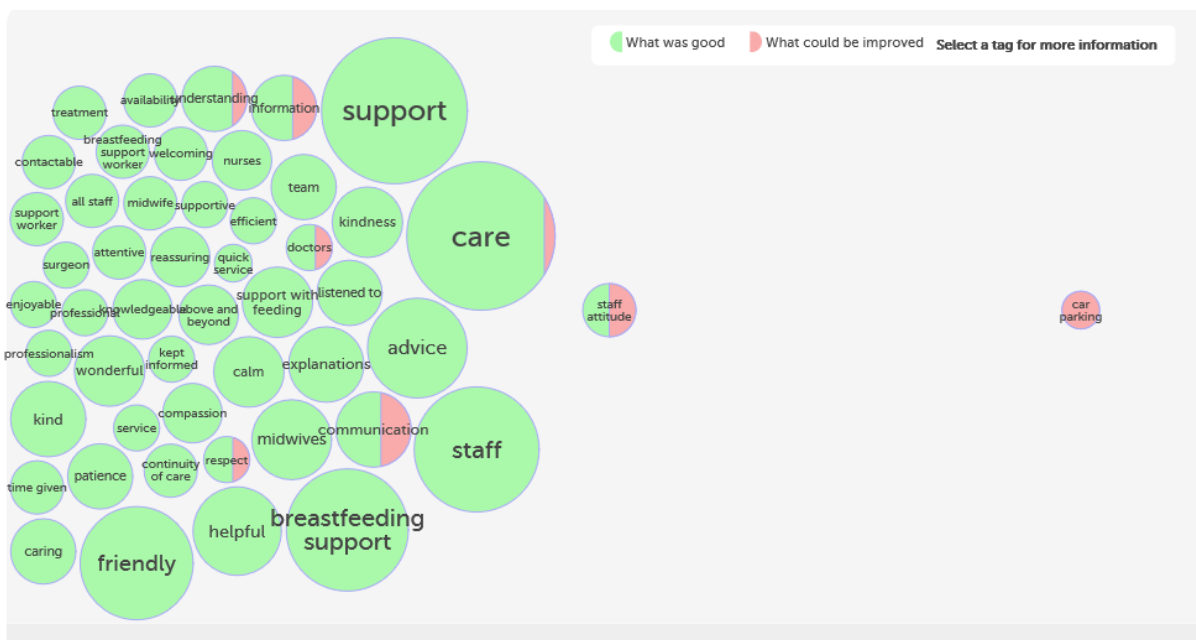 What was good
What could be improved
Select a tag for more information
support
understanding
information
availability
treatment
breastfeeding
support
worker
welcoming
contactable
nurses
team
care
all staff
midwife
supportive
kindness
support
worker
efficient
doctors
attentive
reassuring
quick
service
surgeon
support with
feeding
listened to
enjoyable
professional
knowledgeable
above and
beyond
staff
attitude
car
parking
advice
professionalism
kept
informed
wonderful
calm
explanations
kind
compassion
service
midwives
communication
staff
respect
continuity
of care
patience
time given
breastfeeding
support
helpful
caring
friendly